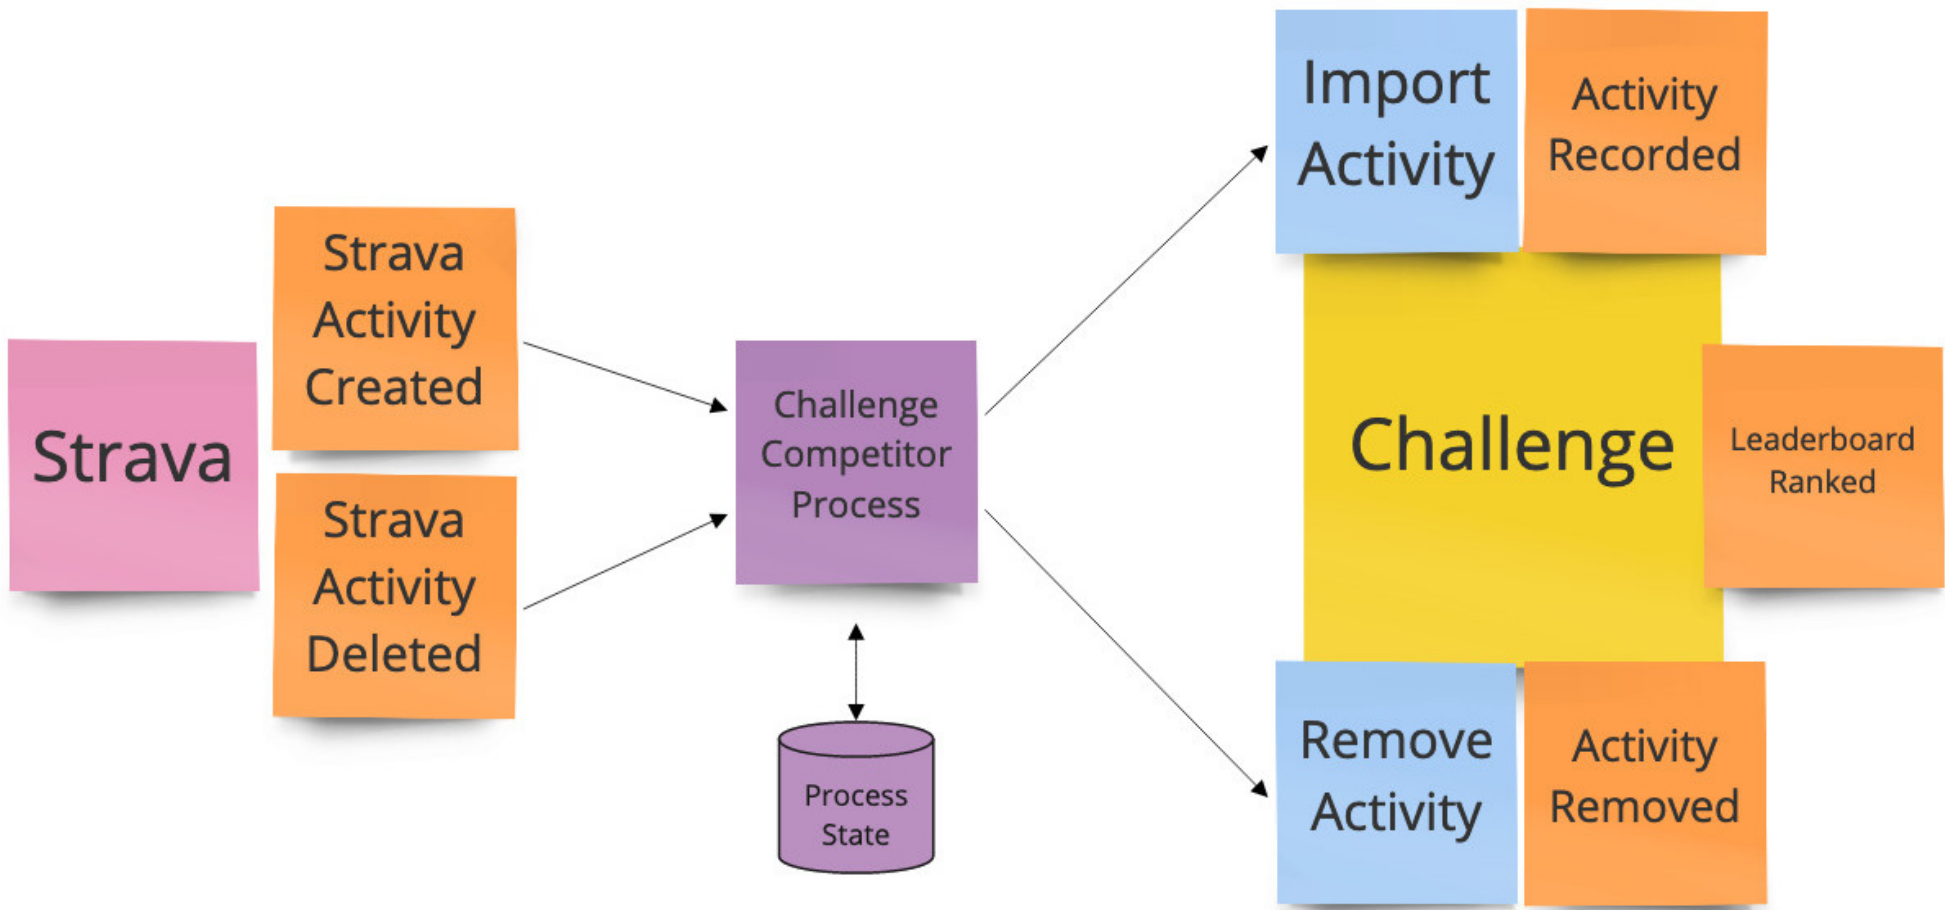 Strava
Strava
Activity
Created
Strava
Activity
Deleted
Challenge
Competitor
Process
Process
State
Import
Activity
Activity
Recorded
Challenge
Leaderboard
Ranked
Remove
Activity
Activity
Removed